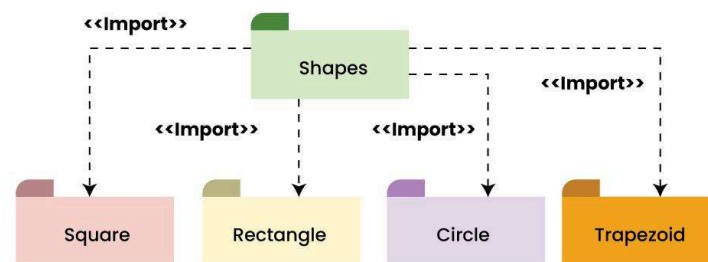 <<Import>>
Shapes
<<Import>>
<<Import>>
<<Import>>
Square
Rectangle
Circle
Trapezoid